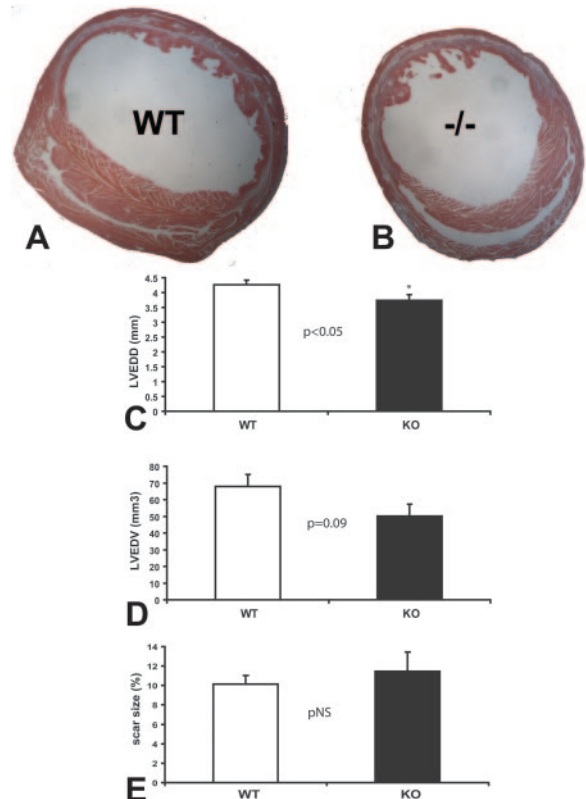 WT
-/-
A
B
LVEDD (mm)
4.5
4
3.5
3
2.5
2
1.5
1
0.5
0
*
p<0.05
WT
KO
C
LVEDV (mm3)
80
70
60
50
40
30
20
10
0
p=0.09
WT
KO
D
scar size (%)
14
12
10
8
6
4
2
0
pNS
WT
KO
E